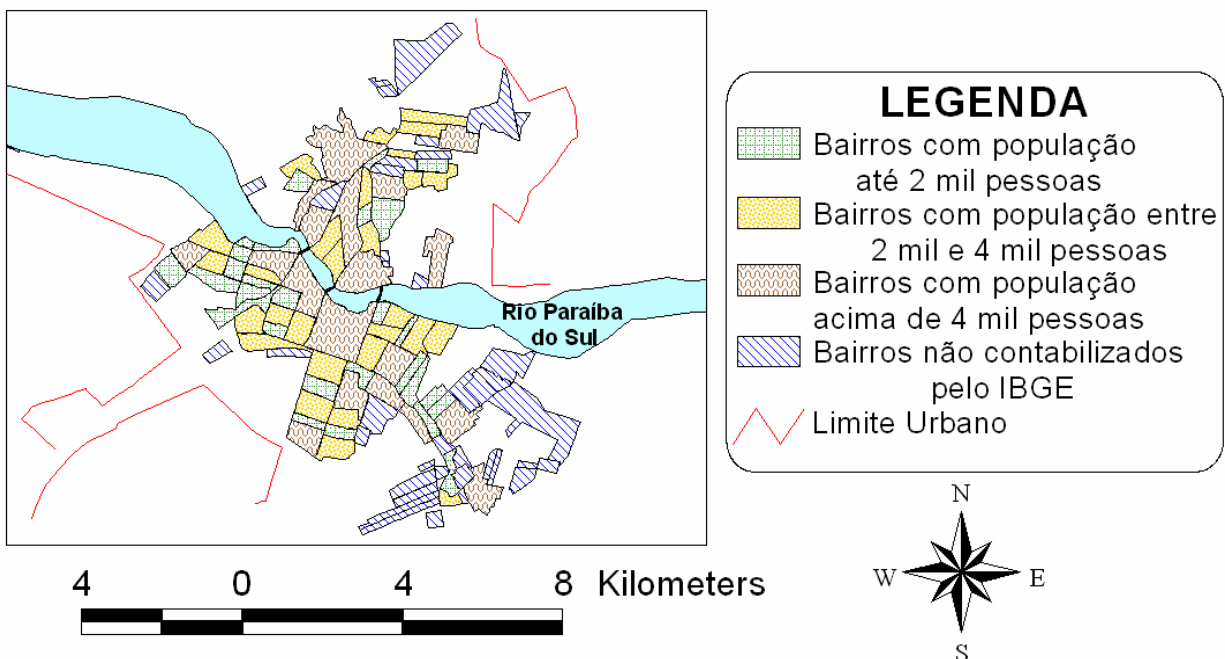 Rio Paraíba
do Sul
LEGENDA
Bairros com população
até 2 mil pessoas
Bairros com população entre
2 mil e 4 mil pessoas
Bairros com população
acima de 4 mil pessoas
Bairros não contabilizados
pelo IBGE
Limite Urbano
4 0 4 8 Kilometers
N
W E
S